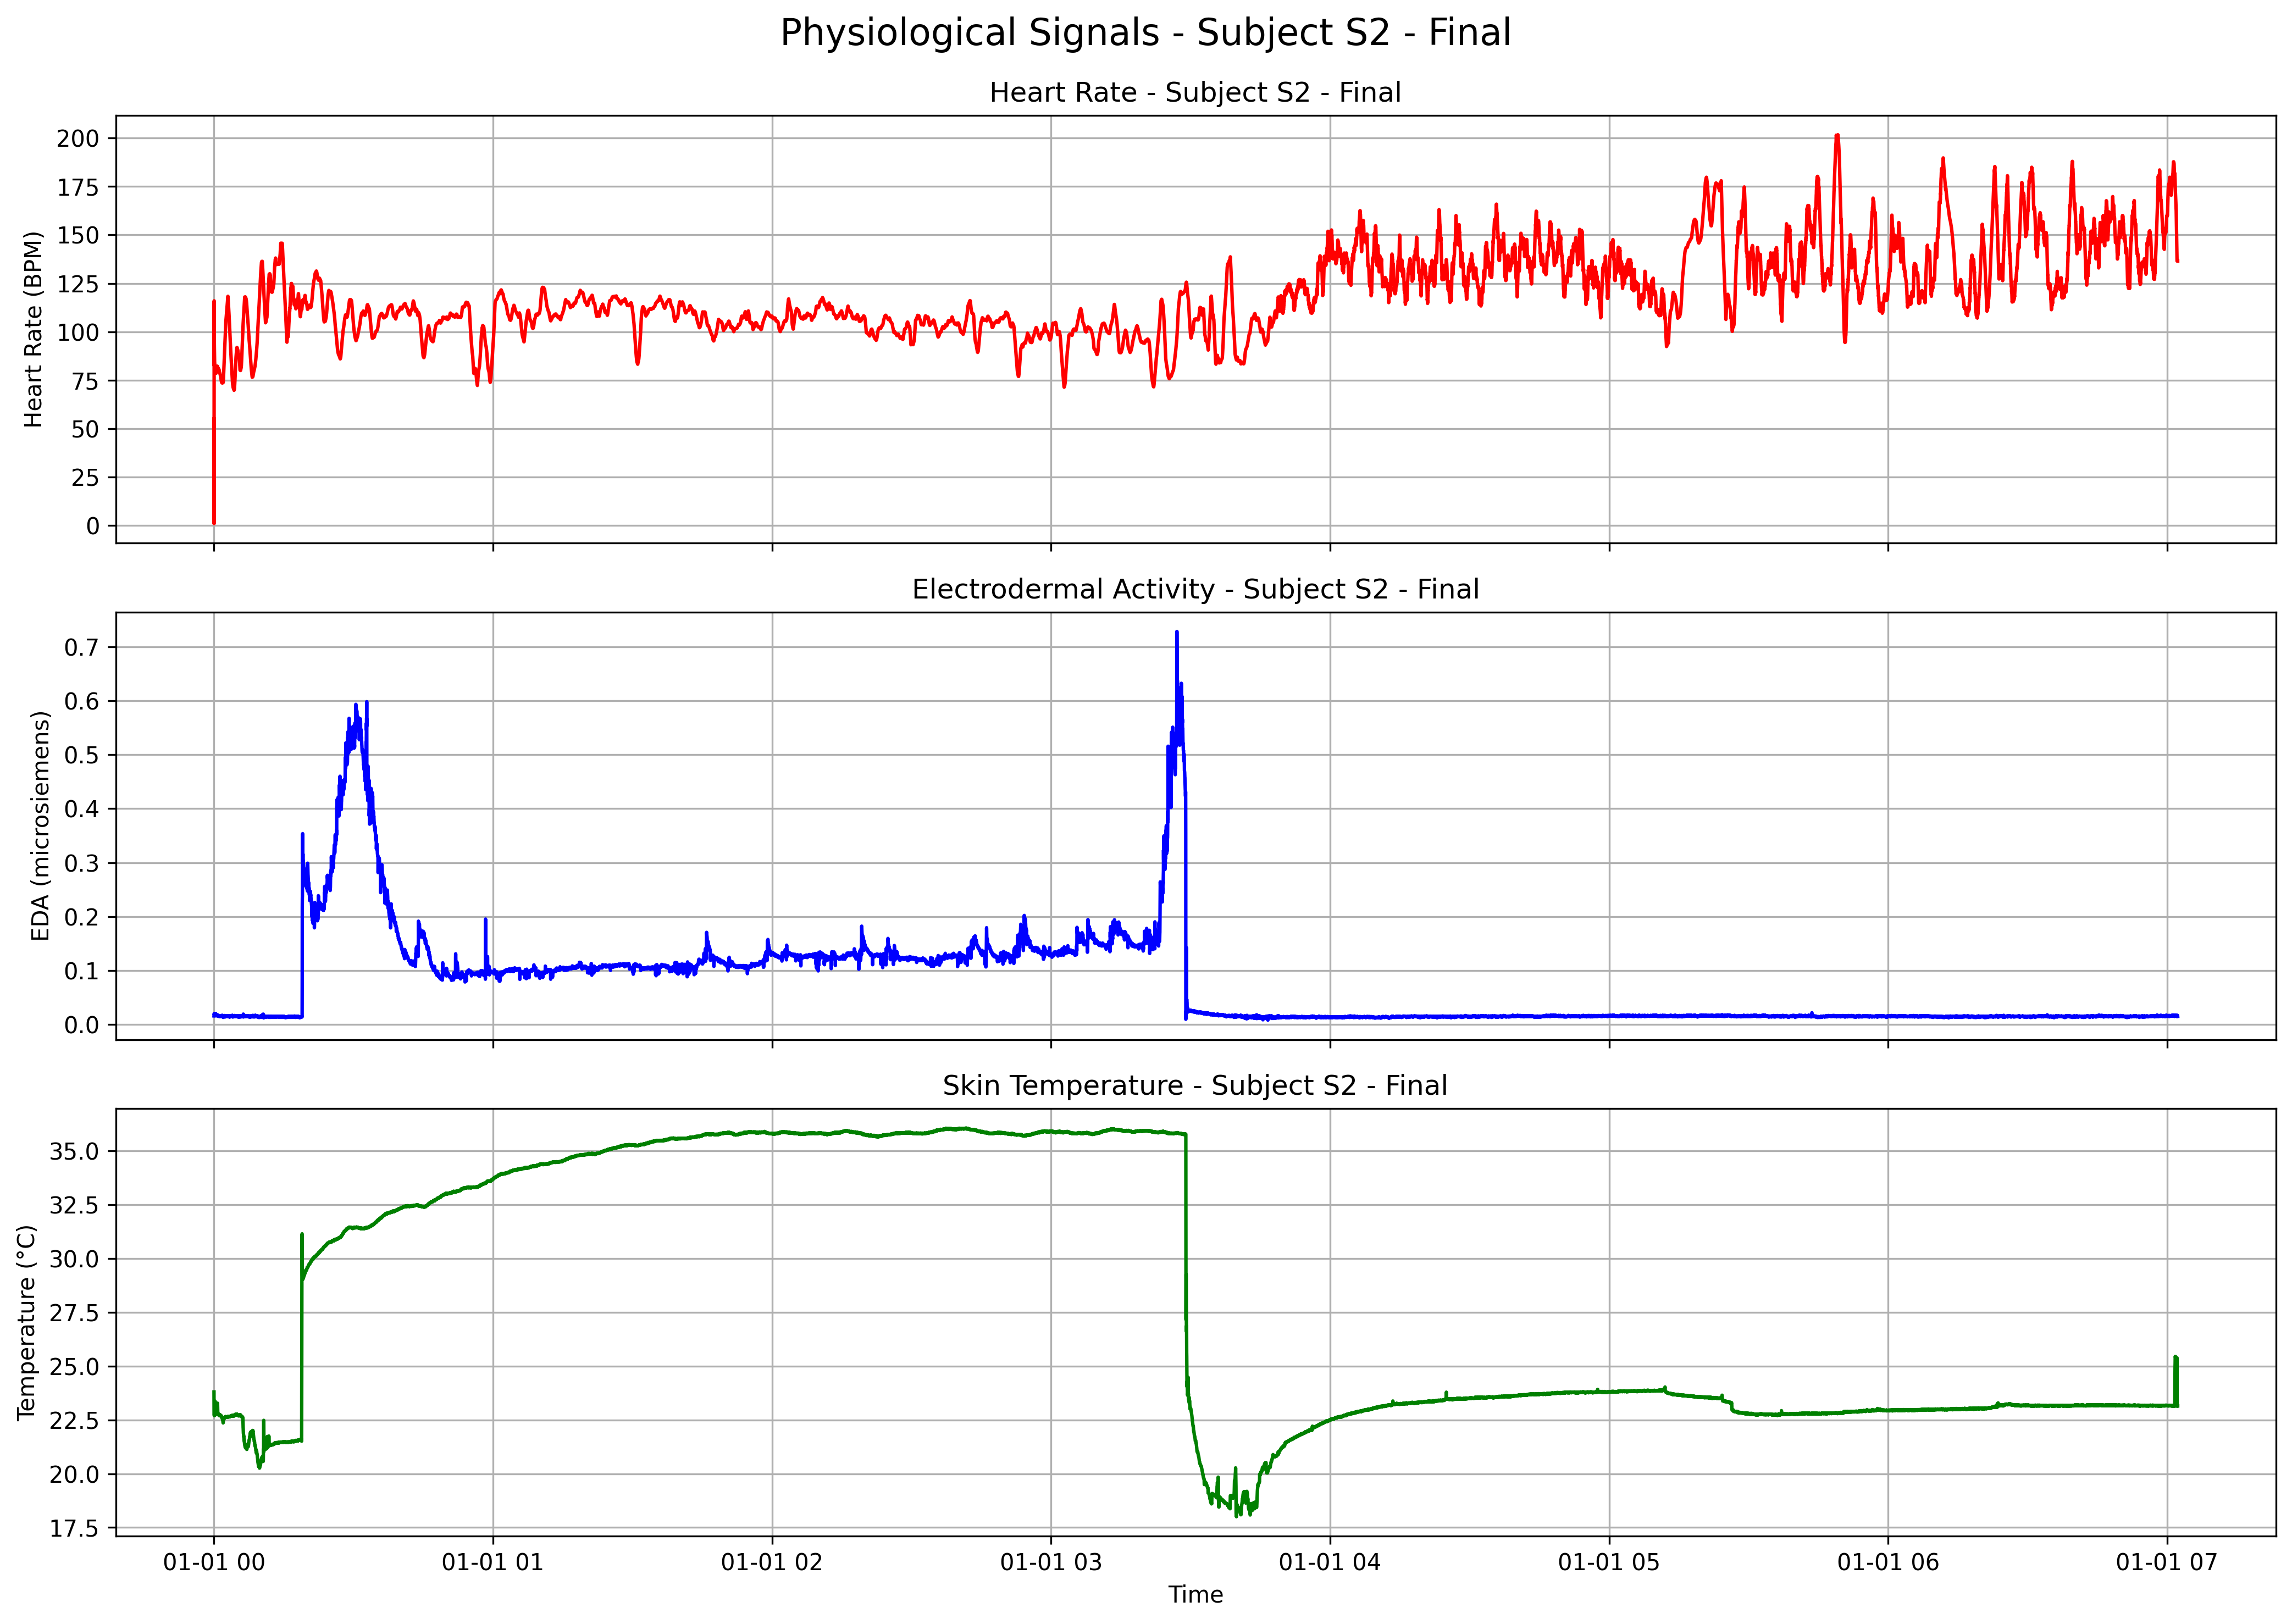 Physiological Signals - Subject S2 - Final
Heart Rate - Subject S2 - Final
Heart Rate (BPM)
200
175
150
125
100
75
50
25
0
Electrodermal Activity - Subject S2 - Final
EDA (microsiemens)
0.7
0.6
0.5
0.4
0.3
0.2
0.1
0.0
Skin Temperature - Subject S2 - Final
Temperature (°C)
35.0
32.5
30.0
27.5
25.0
22.5
20.0
17.5
01-01 00 01-01 01 01-01 02 01-01 03 01-01 04 01-01 05 01-01 06 01-01 07
Time